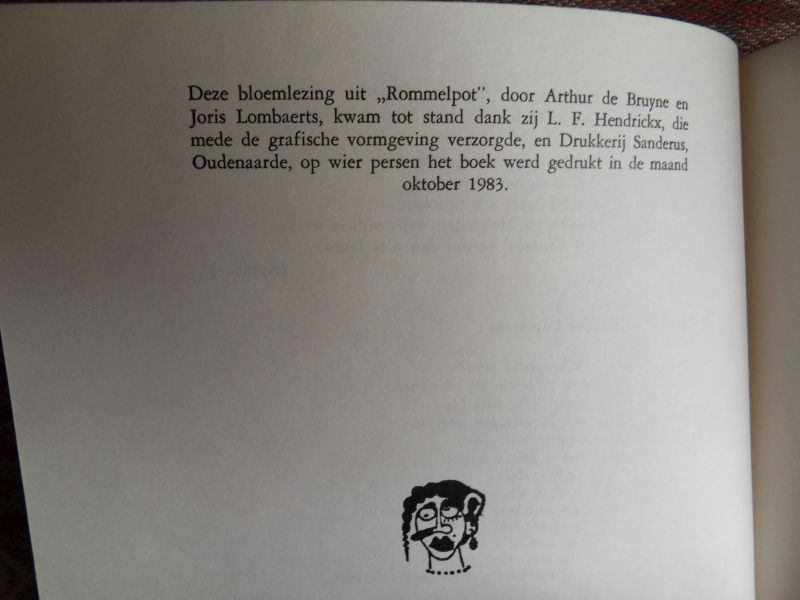 Deze bloemlezing uit „Rommelpot”, door Arthur de Bruyne en
Joris Lombaerts, kwam tot stand dank zij L. F. Hendrickx, die
mede de grafische vormgeving verzorgde, en Drukkerij Sanderus,
Oudenaarde, op wier persen het boek werd gedrukt in de maand
oktober 1983.